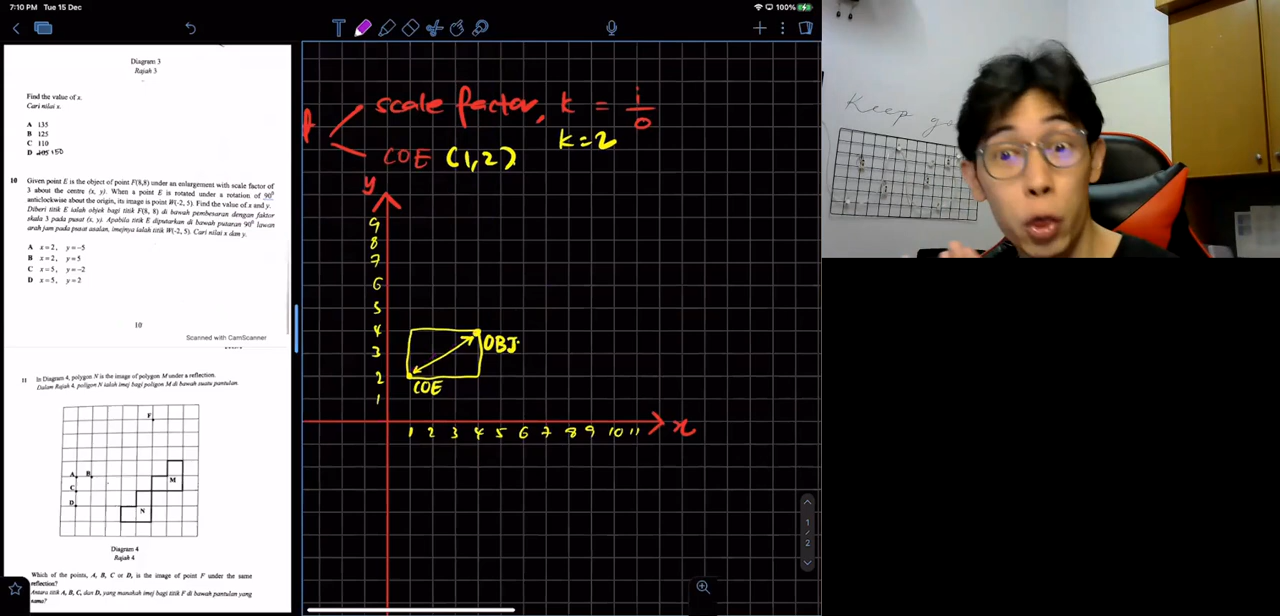 7:10 PM Tue 15 Dec
100%
Diagram 3
Rajah 3
Find the value of x.
Cari nilai x.
A 135
B 125
C 110
D 150
10 Given point E is the object of point F(8,8) under an enlargement with scale factor of
3 about the centre (x, y). When a point E is rotated under a rotation of 90⁰
anticlockwise about the origin, its image is point W(-2, 5). Find the value of x and y.
Diberi titik E ialah objek bagi titik F(8, 8) di bawah pembesaran dengan faktor
skala 3 pada pusat (x, y). Apabila titik E diputarkan di bawah putaran 90⁰ lawan
arah jam pada pusat asalan, imejnya ialah titik W(-2, 5). Cari nilai x dan y.
A x=2, y=-5
B x=2, y=5
C x=5, y=-2
D x=5, y=2
10
Scanned with CamScanner
11 In Diagram 4, polygon N is the image of polygon M under a reflection.
Dalam Rajah 4, poligon N ialah imej bagi poligon M di bawah suatu pantulan.
F
A B
M
C
D
N
Diagram 4
Rajah 4
Which of the points, A, B, C or D, is the image of point F under the same
reflection?
Antara titik A, B, C dan D, yang manakah imej bagi titik F di bawah pantulan yang
sama?
scale factor, k = i/o
k=2
COE (1,2)
y
9
8
7
6
5
4
3
2
1
OBJ
COE
1 2 3 4 5 6 7 8 9 10 11
x
1
2
T
Keep